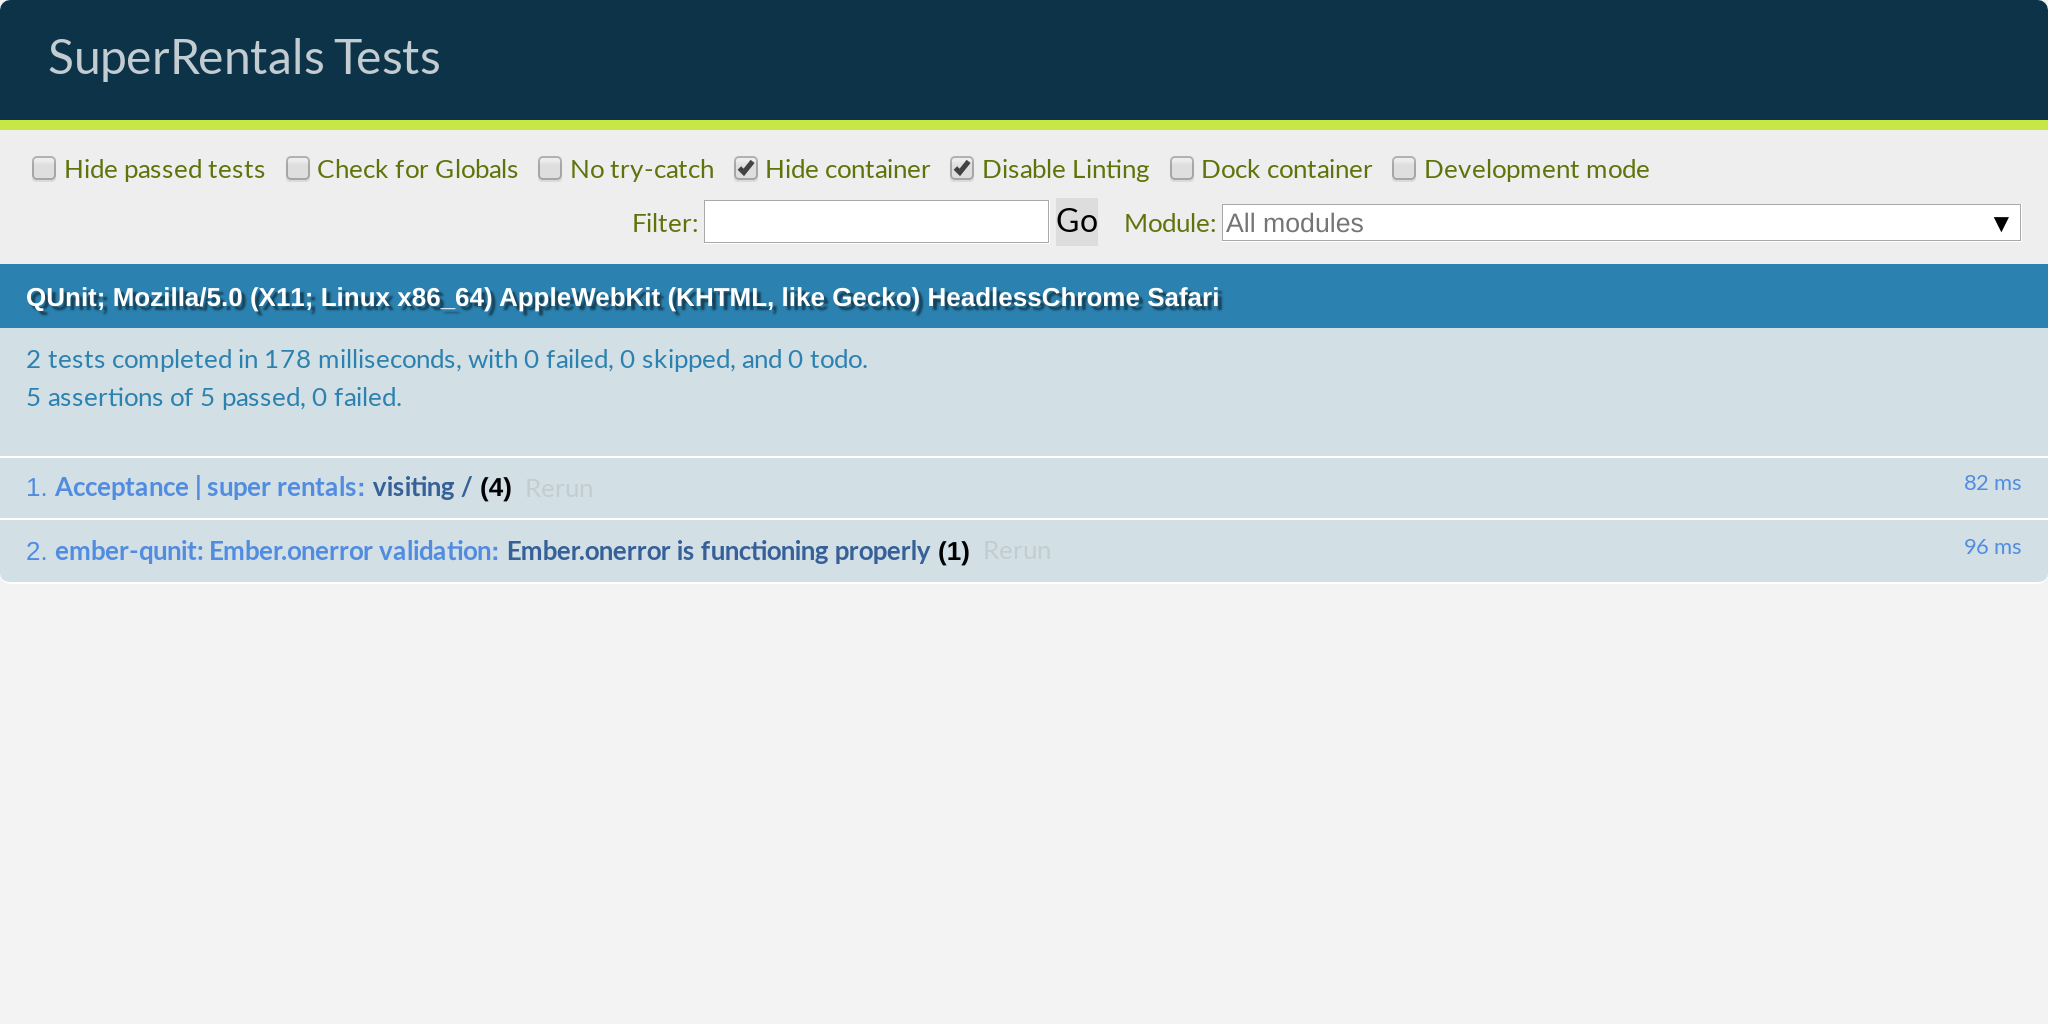 SuperRentals Tests
Hide passed tests Check for Globals No try-catch Hide container Disable Linting Dock container Development mode
Filter: Go Module: All modules ▼
QUnit; Mozilla/5.0 (X11; Linux x86_64) AppleWebKit (KHTML, like Gecko) HeadlessChrome Safari
2 tests completed in 178 milliseconds, with 0 failed, 0 skipped, and 0 todo.
5 assertions of 5 passed, 0 failed.
1. Acceptance | super rentals: visiting / (4) Rerun 82 ms
2. ember-qunit: Ember.onerror validation: Ember.onerror is functioning properly (1) Rerun 96 ms